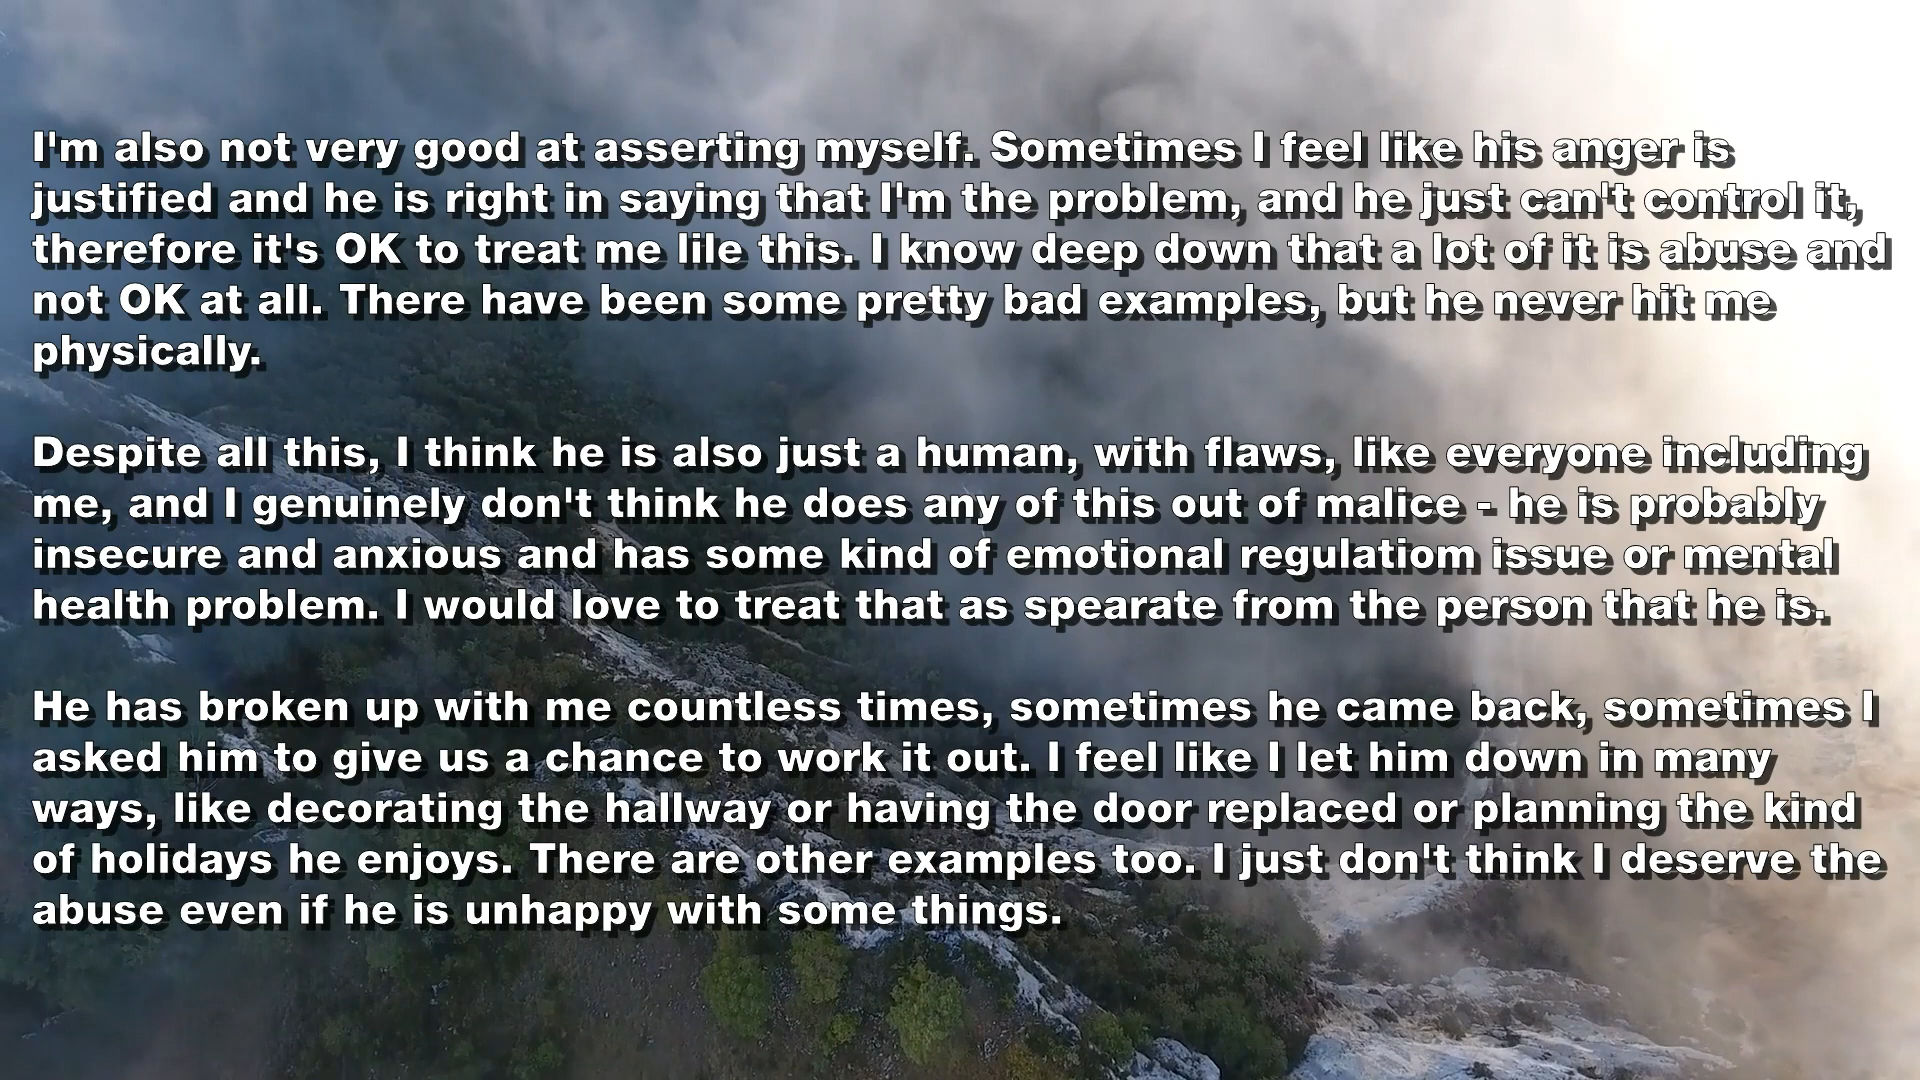 I'm also not very good at asserting myself. Sometimes I feel like his anger is
justified and he is right in saying that I'm the problem, and he just can't control it,
therefore it's OK to treat me lile this. I know deep down that a lot of it is abuse and
not OK at all. There have been some pretty bad examples, but he never hit me
physically.
Despite all this, I think he is also just a human, with flaws, like everyone including
me, and I genuinely don't think he does any of this out of malice - he is probably
insecure and anxious and has some kind of emotional regulatiom issue or mental
health problem. I would love to treat that as spearate from the person that he is.
He has broken up with me countless times, sometimes he came back, sometimes I
asked him to give us a chance to work it out. I feel like I let him down in many
ways, like decorating the hallway or having the door replaced or planning the kind
of holidays he enjoys. There are other examples too. I just don't think I deserve the
abuse even if he is unhappy with some things.